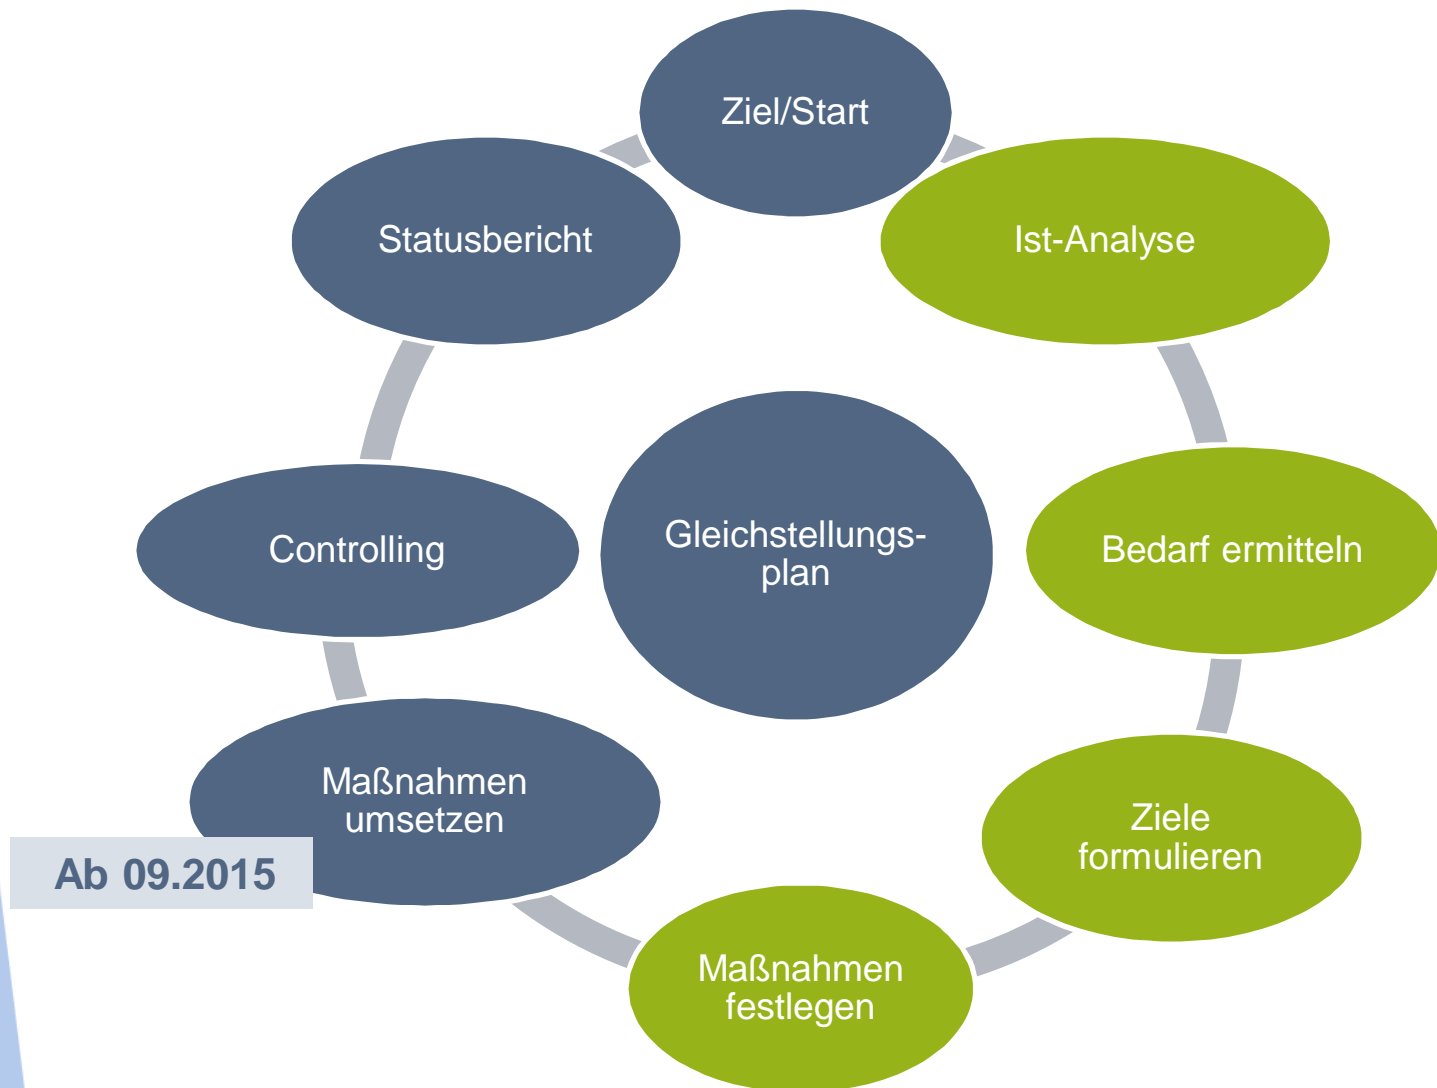 Ziel/Start
Ist-Analyse
Bedarf ermitteln
Ziele
formulieren
Maßnahmen
festlegen
Maßnahmen
umsetzen
Ab 09.2015
Controlling
Statusbericht
Gleichstellungs-
plan